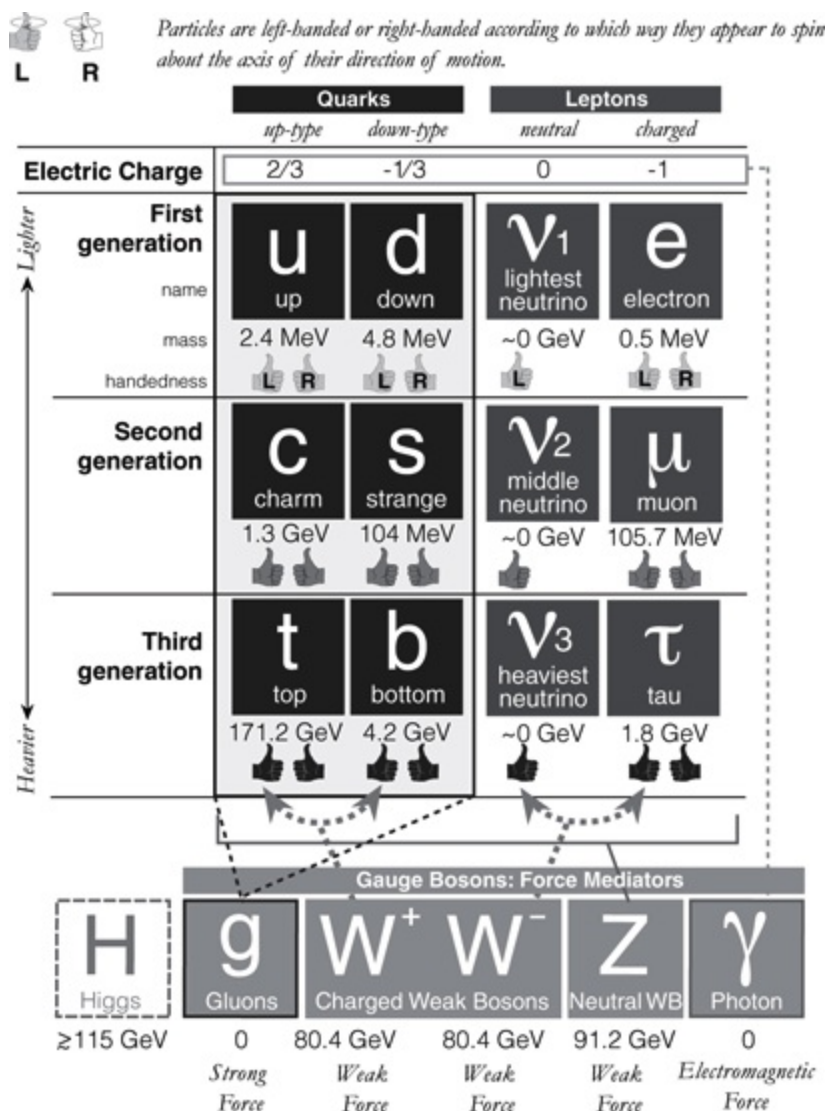 Particles are left-handed or right-handed according to which way they appear to spin
L R about the axis of their direction of motion.
Quarks Leptons
up-type down-type neutral charged
Electric Charge 2/3 -1/3 0 -1
Lighter
First
generation
u d ν1 e
name up down lightest neutrino electron
mass 2.4 MeV 4.8 MeV ~0 GeV 0.5 MeV
handedness L R L R L L R
Second
generation
c s ν2 μ
charm strange middle neutrino muon
1.3 GeV 104 MeV ~0 GeV 105.7 MeV
Third
generation
t b ν3 τ
top bottom heaviest neutrino tau
171.2 GeV 4.2 GeV ~0 GeV 1.8 GeV
Heavier
Gauge Bosons: Force Mediators
H g W+ W- Z γ
Higgs Gluons Charged Weak Bosons Neutral WB Photon
≳115 GeV 0 80.4 GeV 80.4 GeV 91.2 GeV 0
Strong Weak Weak Weak Electromagnetic
Force Force Force Force Force